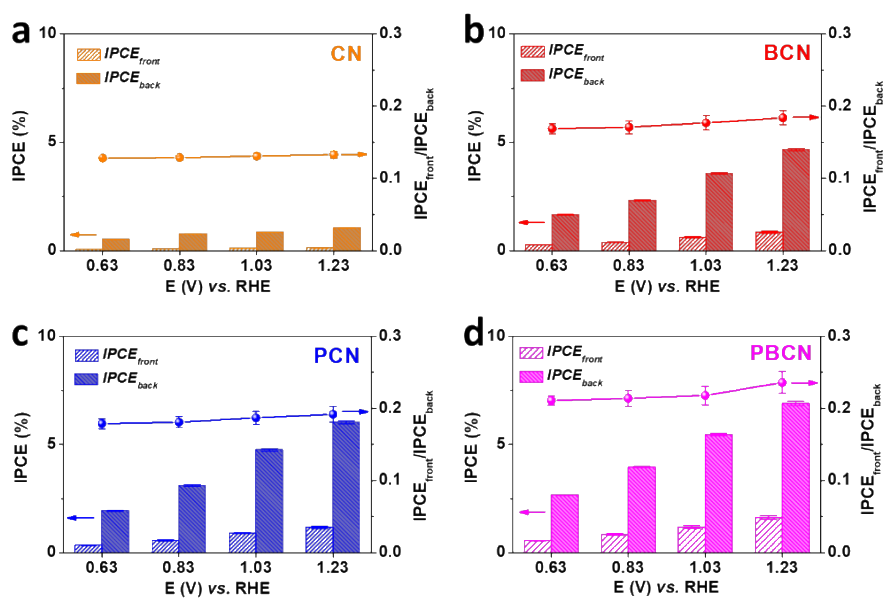 a
CN
IPCEfront
IPCEback
10
5
0
0.3
0.2
0.1
0.0
IPCE (%)
IPCEfront/IPCEback
0.63 0.83 1.03 1.23
E (V) vs. RHE
b
BCN
IPCEfront
IPCEback
10
5
0
0.3
0.2
0.1
0.0
IPCE (%)
IPCEfront/IPCEback
0.63 0.83 1.03 1.23
E (V) vs. RHE
c
PCN
IPCEfront
IPCEback
10
5
0
0.3
0.2
0.1
0.0
IPCE (%)
IPCEfront/IPCEback
0.63 0.83 1.03 1.23
E (V) vs. RHE
d
PBCN
IPCEfront
IPCEback
10
5
0
0.3
0.2
0.1
0.0
IPCE (%)
IPCEfront/IPCEback
0.63 0.83 1.03 1.23
E (V) vs. RHE